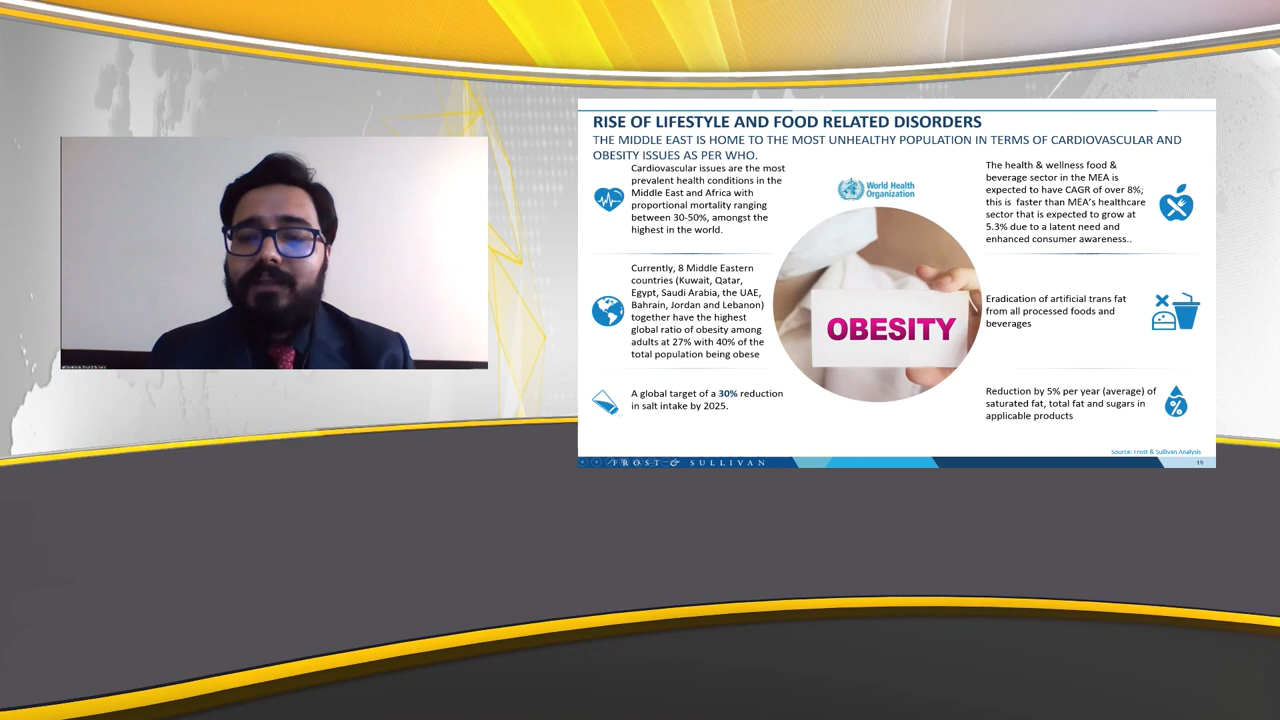 RISE OF LIFESTYLE AND FOOD RELATED DISORDERS
THE MIDDLE EAST IS HOME TO THE MOST UNHEALTHY POPULATION IN TERMS OF CARDIOVASCULAR AND
OBESITY ISSUES AS PER WHO.
Cardiovascular issues are the most
prevalent health conditions in the
Middle East and Africa with
proportional mortality ranging
between 30-50%, amongst the
highest in the world.
Currently, 8 Middle Eastern
countries (Kuwait, Qatar,
Egypt, Saudi Arabia, the UAE,
Bahrain, Jordan and Lebanon)
together have the highest
global ratio of obesity among
adults at 27% with 40% of the
total population being obese
A global target of a 30% reduction
in salt intake by 2025.
World Health
Organization
OBESITY
The health & wellness food &
beverage sector in the MEA is
expected to have CAGR of over 8%;
this is faster than MEA's healthcare
sector that is expected to grow at
5.3% due to a latent need and
enhanced consumer awareness..
Eradication of artificial trans fat
from all processed foods and
beverages
Reduction by 5% per year (average) of
saturated fat, total fat and sugars in
applicable products
Source: Frost & Sullivan Analysis
FROST & SULLIVAN
19